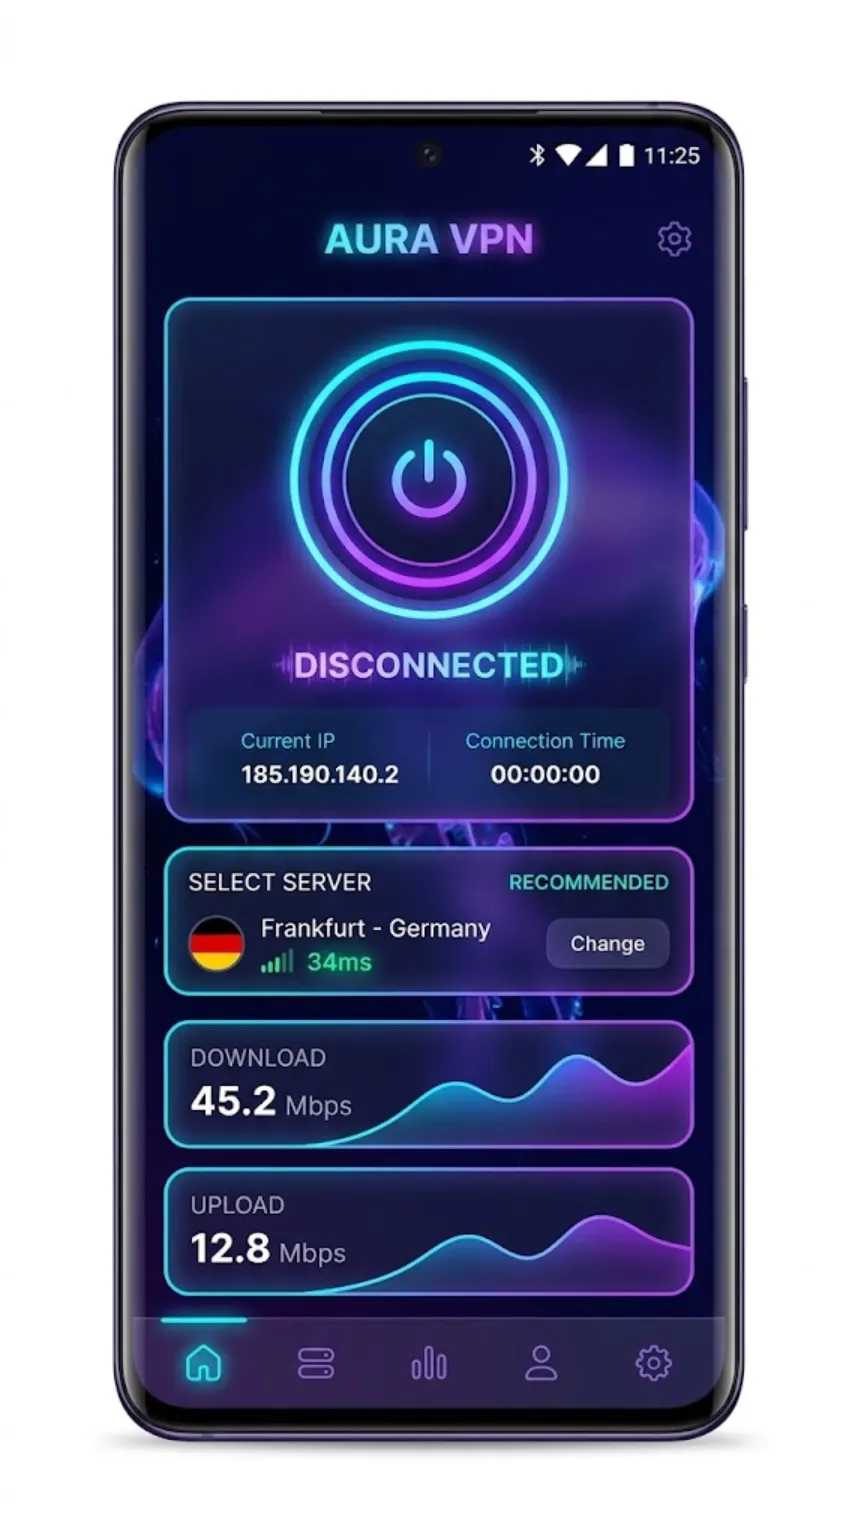 11:25
AURA VPN
DISCONNECTED
Current IP
Connection Time
185.190.140.2
00:00:00
SELECT SERVER
RECOMMENDED
Frankfurt - Germany
Change
34ms
DOWNLOAD
45.2 Mbps
UPLOAD
12.8 Mbps